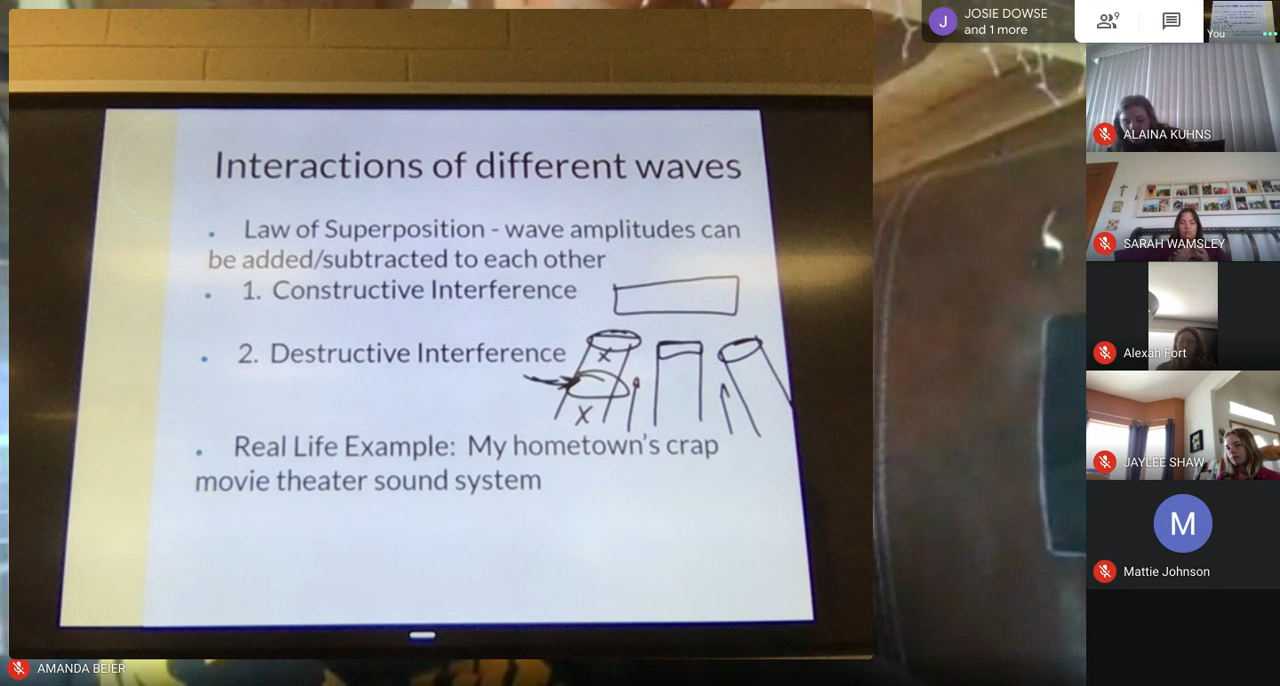 JOSIE DOWSE
and 1 more
J
9
You
Interactions of different waves
• Law of Superposition - wave amplitudes can
be added/subtracted to each other
• 1. Constructive Interference
• 2. Destructive Interference
X
X
• Real Life Example: My hometown's crap
movie theater sound system
ALAINA KUHNS
SARAH WAMSLEY
Alexah Fort
JAYLEE SHAW
M
Mattie Johnson
AMANDA BEIER